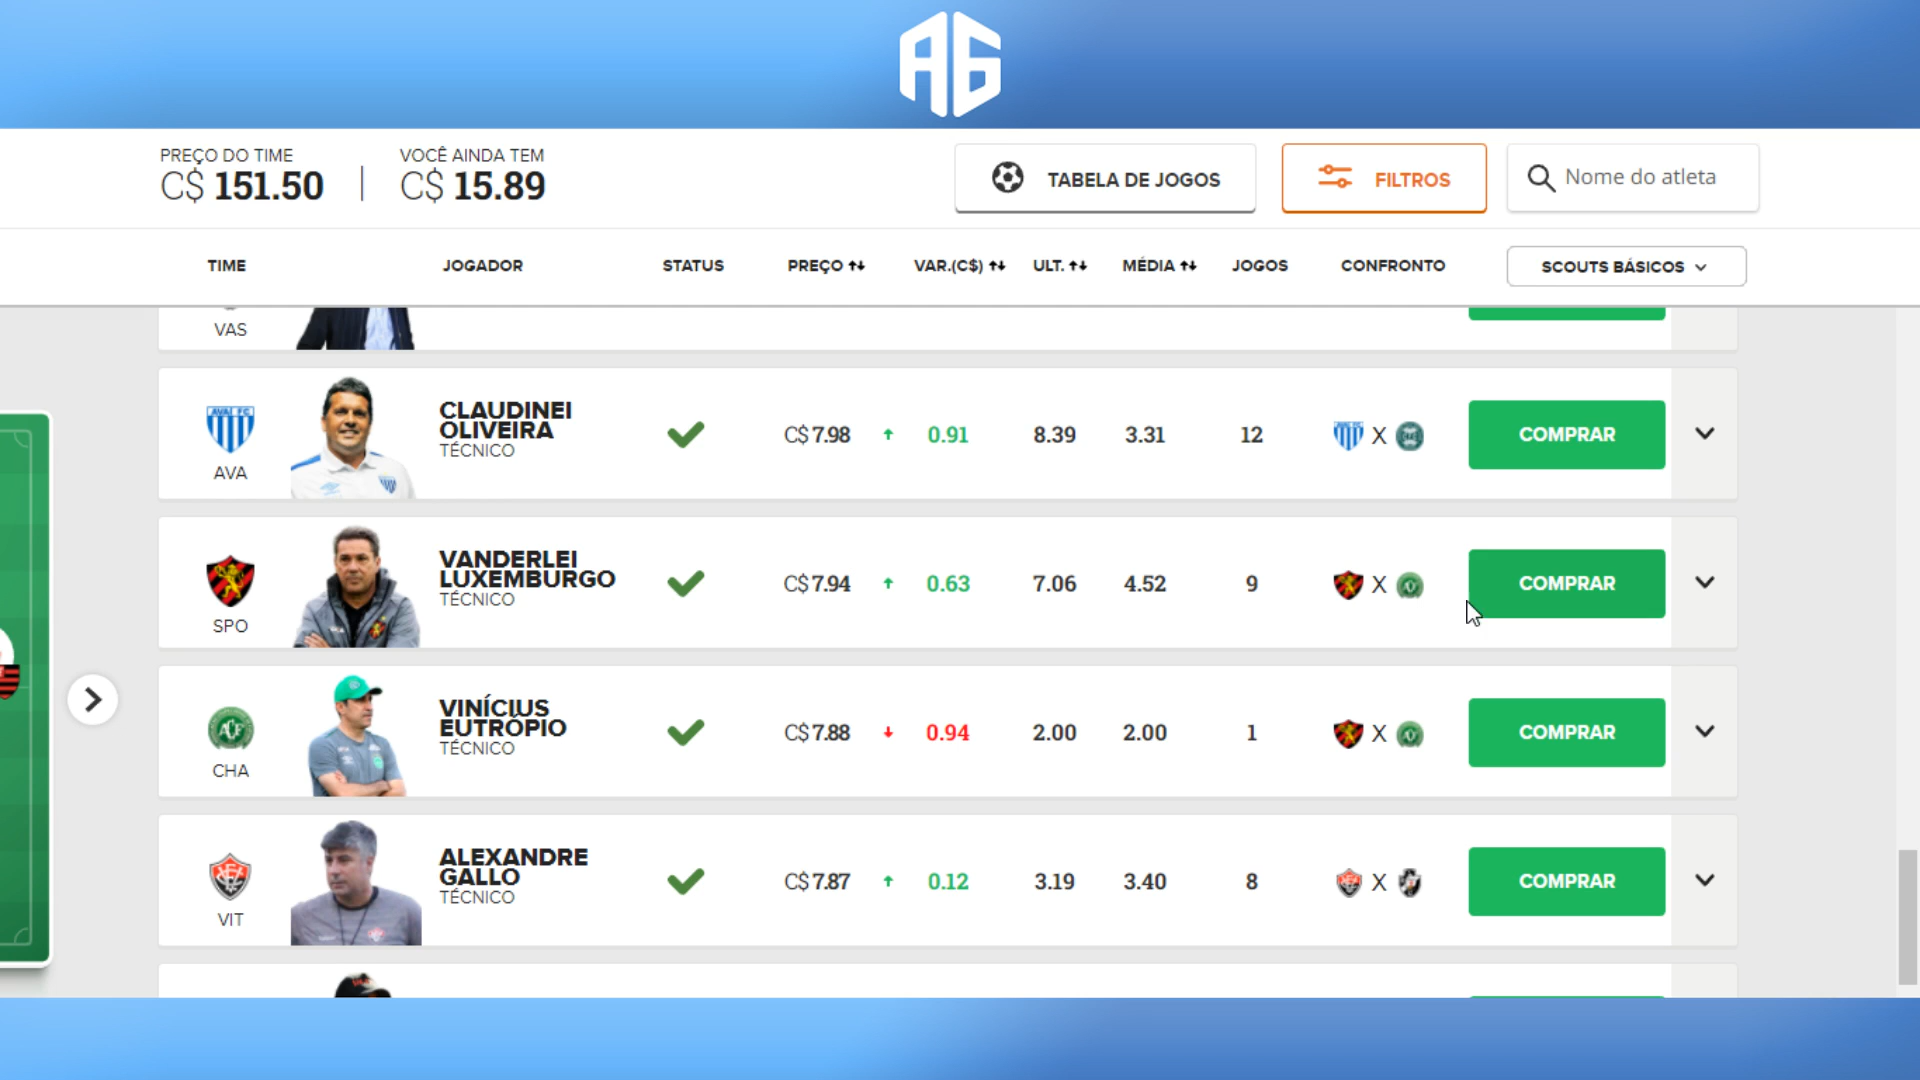 AG
PREÇO DO TIME
C$ 151.50
VOCÊ AINDA TEM
C$ 15.89
TABELA DE JOGOS
FILTROS
Nome do atleta
TIME JOGADOR STATUS PREÇO VAR.(C$) ULT. MÉDIA JOGOS CONFRONTO SCOUTS BÁSICOS
VAS
AVAÍ FC
AVA
CLAUDINEI
OLIVEIRA
TÉCNICO
C$ 7.98 0.91 8.39 3.31 12 X COMPRAR
SPO
VANDERLEI
LUXEMBURGO
TÉCNICO
C$ 7.94 0.63 7.06 4.52 9 X COMPRAR
CHA
VINÍCIUS
EUTRÓPIO
TÉCNICO
C$ 7.88 0.94 2.00 2.00 1 X COMPRAR
VIT
ALEXANDRE
GALLO
TÉCNICO
C$ 7.87 0.12 3.19 3.40 8 X COMPRAR